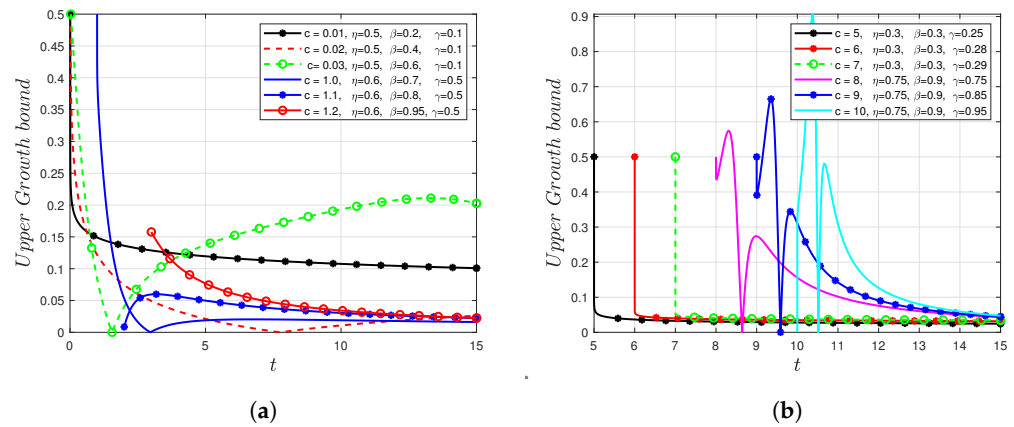 0.5
0.45
0.4
0.35
0.3
0.25
0.2
0.15
0.1
0.05
0
Upper Growth bound
0 5 10 15
t
c = 0.01, η=0.5, β=0.2, γ=0.1
c = 0.02, η=0.5, β=0.4, γ=0.1
c = 0.03, η=0.5, β=0.6, γ=0.1
c = 1.0, η=0.6, β=0.7, γ=0.5
c = 1.1, η=0.6, β=0.8, γ=0.5
c = 1.2, η=0.6, β=0.95, γ=0.5
(a)
0.9
0.8
0.7
0.6
0.5
0.4
0.3
0.2
0.1
0
Upper Growth bound
5 6 7 8 9 10 11 12 13 14 15
t
c = 5, η=0.3, β=0.3, γ=0.25
c = 6, η=0.3, β=0.3, γ=0.28
c = 7, η=0.3, β=0.3, γ=0.29
c = 8, η=0.75, β=0.9, γ=0.75
c = 9, η=0.75, β=0.9, γ=0.85
c = 10, η=0.75, β=0.9, γ=0.95
(b)